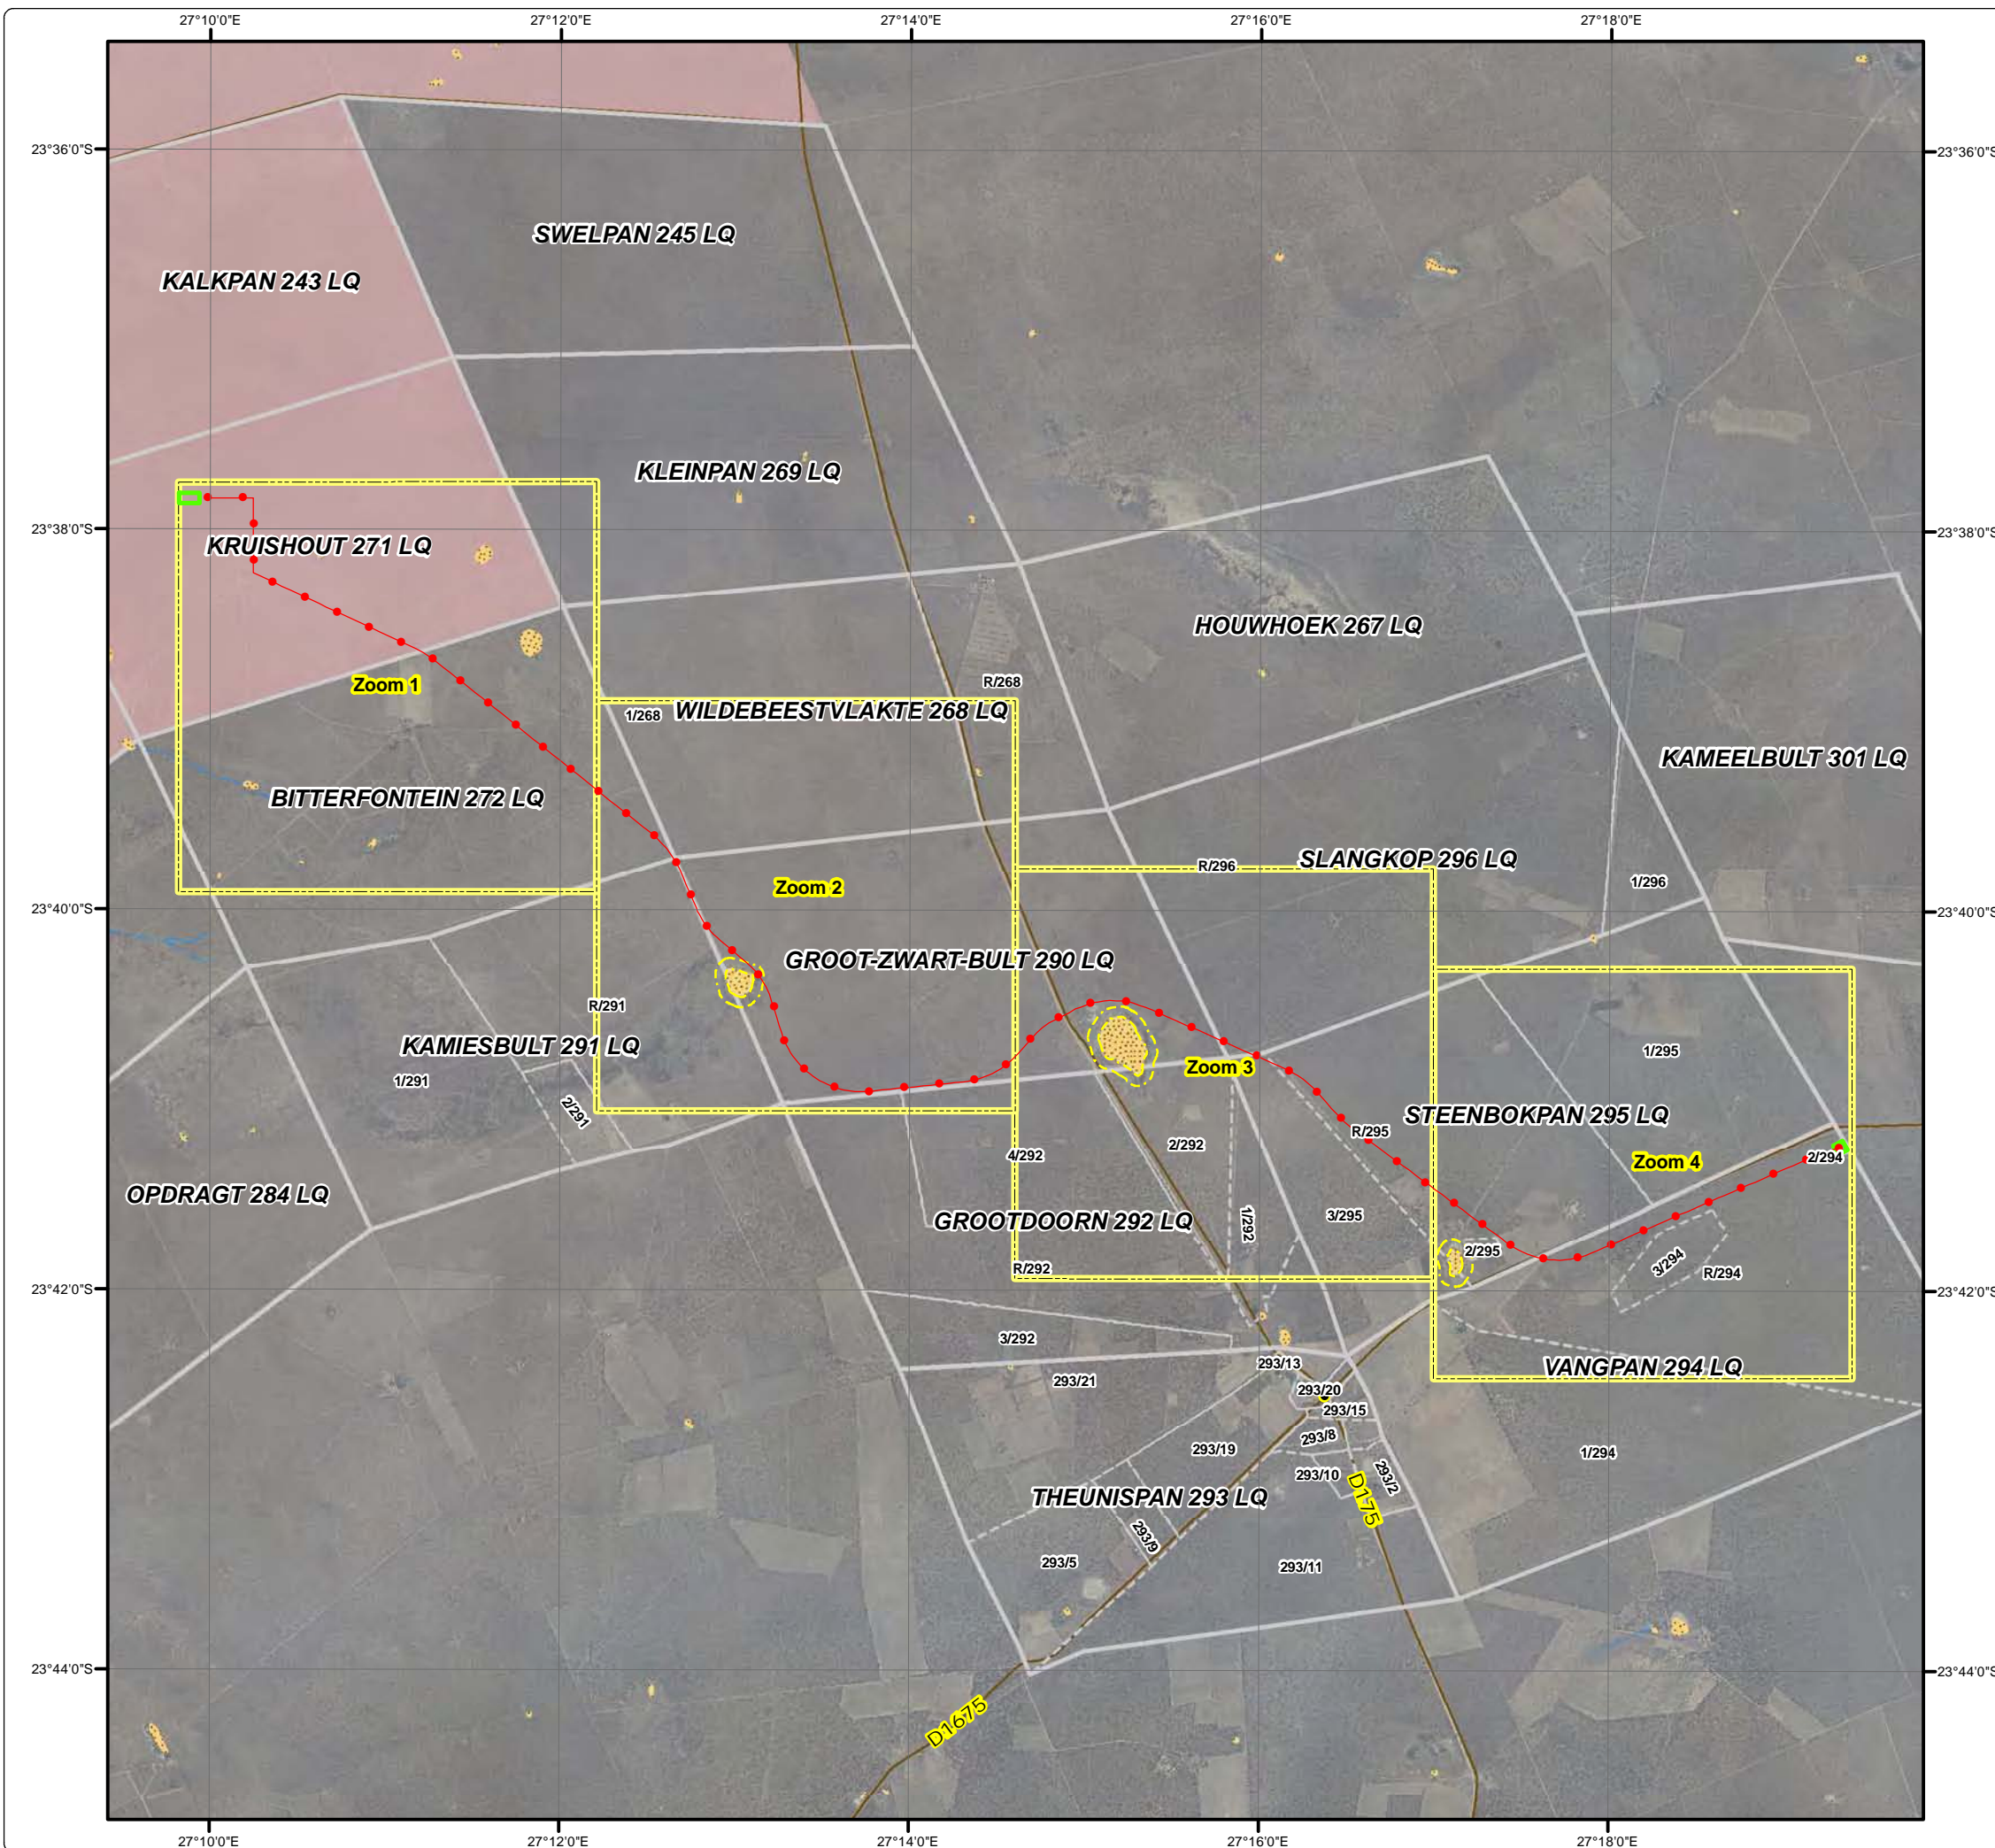 27°10'0"E
27°12'0"E
27°14'0"E
27°16'0"E
27°18'0"E
23°36'0"S
23°36'0"S
SWELPAN 245 LQ
KALKPAN 243 LQ
KLEINPAN 269 LQ
23°38'0"S
23°38'0"S
KRUISHOUT 271 LQ
HOUWHOEK 267 LQ
Zoom 1
R/268
1/268
WILDEBEESTVLAKTE 268 LQ
KAMEELBULT 301 LQ
BITTERFONTEIN 272 LQ
R/296
SLANGKOP 296 LQ
Zoom 2
1/296
23°40'0"S
23°40'0"S
GROOT-ZWART-BULT 290 LQ
R/291
KAMIESBULT 291 LQ
1/295
Zoom 3
1/291
2/291
STEENBOKPAN 295 LQ
R/295
2/292
4/292
Zoom 4
2/294
OPDRAGT 284 LQ
GROOTDOORN 292 LQ
1/292
3/295
2/295
3/294
R/294
R/292
23°42'0"S
23°42'0"S
3/292
293/13
VANGPAN 294 LQ
293/21
293/20
293/15
293/8
293/19
1/294
293/10
293/2
THEUNISPAN 293 LQ
D175
293/9
293/5
293/11
23°44'0"S
23°44'0"S
D1675
27°10'0"E
27°12'0"E
27°14'0"E
27°16'0"E
27°18'0"E